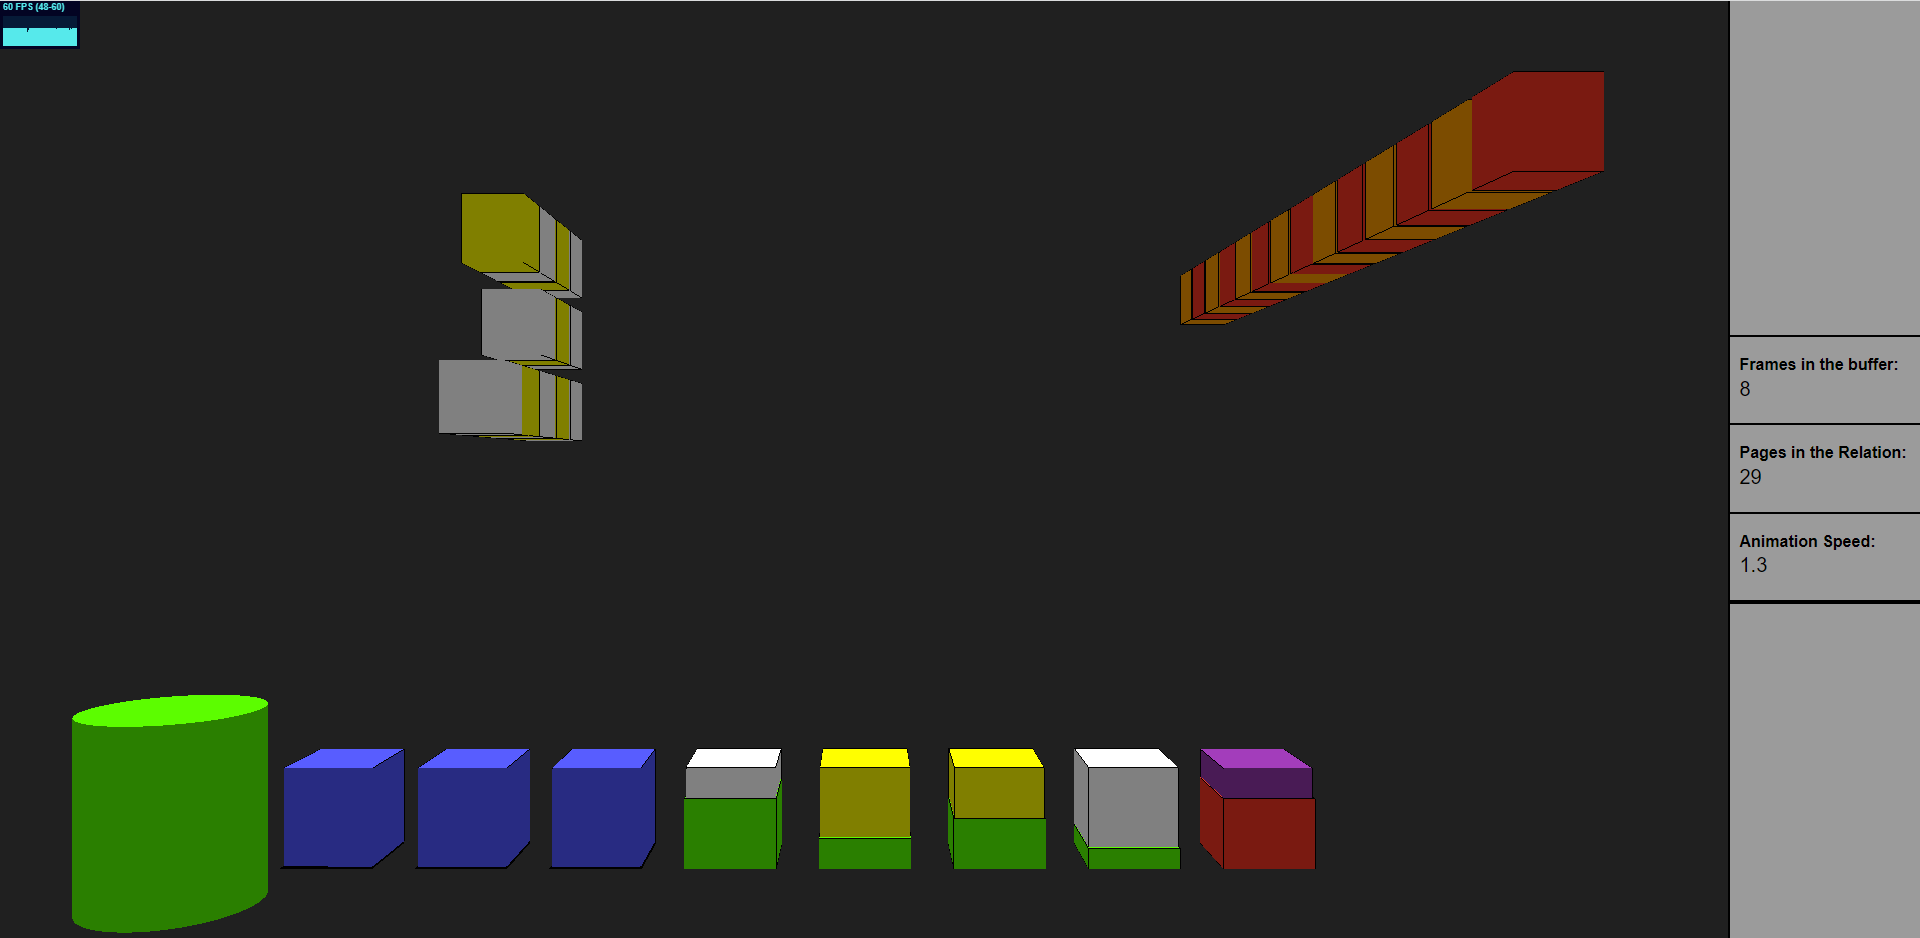 60 FPS (48-60)
Frames in the buffer:
8
Pages in the Relation:
29
Animation Speed:
1.3